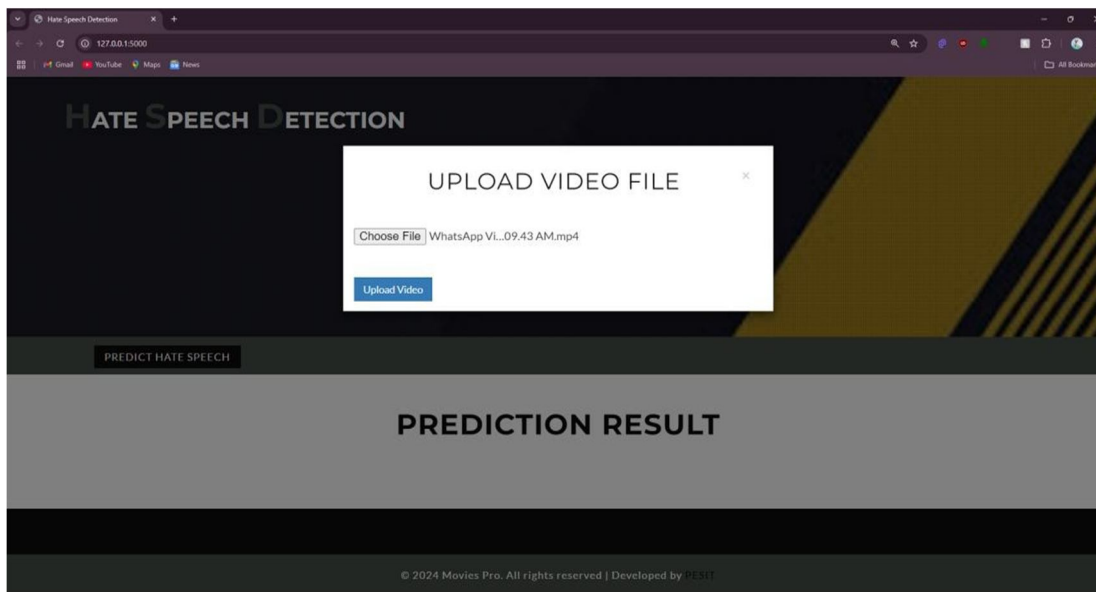 Hate Speech Detection
127.0.0.1:5000
Gmail YouTube Maps News All Bookmar
HATE SPEECH DETECTION
UPLOAD VIDEO FILE ×
Choose File WhatsApp Vi...09.43 AM.mp4
Upload Video
PREDICT HATE SPEECH
PREDICTION RESULT
© 2024 Movies Pro. All rights reserved | Developed by PESIT